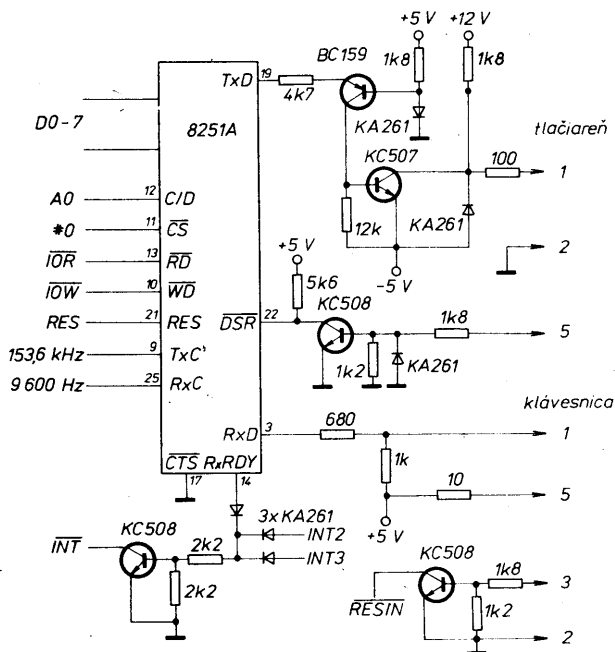 +5 V
+12 V
BC159
TxD
19
4k7
1k8
1k8
KA261
8251A
D0-7
KC507
tlačiareň
100
1
A0
12
C/D
#0
11
CS
12k
KA261
IOR
13
RD
+5 V
-5 V
2
IOW
10
WD
5k6
KC508
RES
21
RES
DSR
22
1k8
5
153,6 kHz
9
TxC'
1k2
KA261
9 600 Hz
25
RxC
klávesnica
RxD
3
680
1
CTS
RxRDY
1k
10
5
17
14
+5 V
3xKA261
KC508
INT2
INT
2k2
INT3
KC508
1k8
3
2k2
RESIN
1k2
2